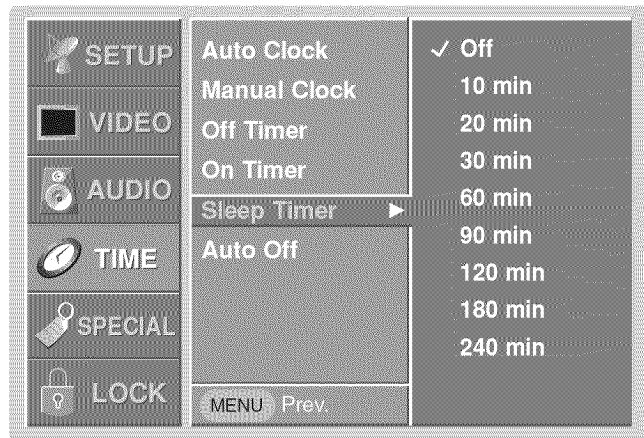 SETUP
VIDEO
AUDIO
TIME
SPECIAL
LOCK
Auto Clock
Manual Clock
Off Timer
On Timer
Sleep Timer
Auto Off
MENU Prev.
Off
10 min
20 min
30 min
60 min
90 min
120 min
180 min
240 min